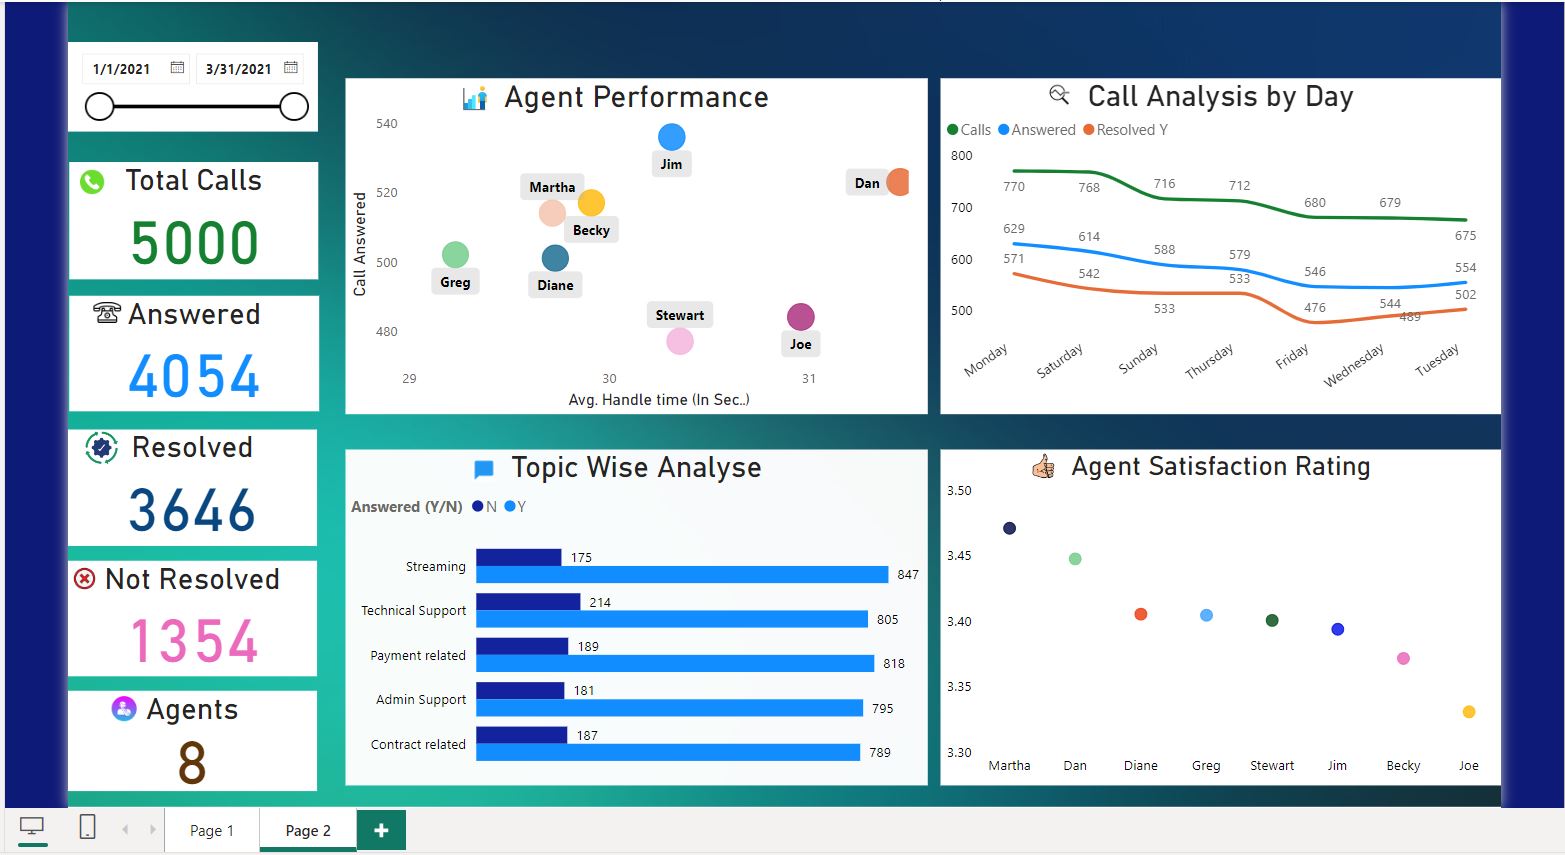 1/1/2021 3/31/2021
Total Calls
5000
Answered
4054
Resolved
3646
Not Resolved
1354
Agents
8
Agent Performance
540
520
500
480
Call Answered
Jim
Dan
Martha
Becky
Greg
Diane
Stewart
Joe
29 30 31
Avg. Handle time (In Sec..)
Call Analysis by Day
Calls Answered Resolved Y
800
700
600
500
770 768 716 712 680 679 675
629 614 588 579 546 544 554
571 542 533 533 476 489 502
Monday Saturday Sunday Thursday Friday Wednesday Tuesday
Topic Wise Analyse
Answered (Y/N) N Y
Streaming 175 847
Technical Support 214 805
Payment related 189 818
Admin Support 181 795
Contract related 187 789
Agent Satisfaction Rating
3.50
3.45
3.40
3.35
3.30
Martha Dan Diane Greg Stewart Jim Becky Joe
Page 1 Page 2 +